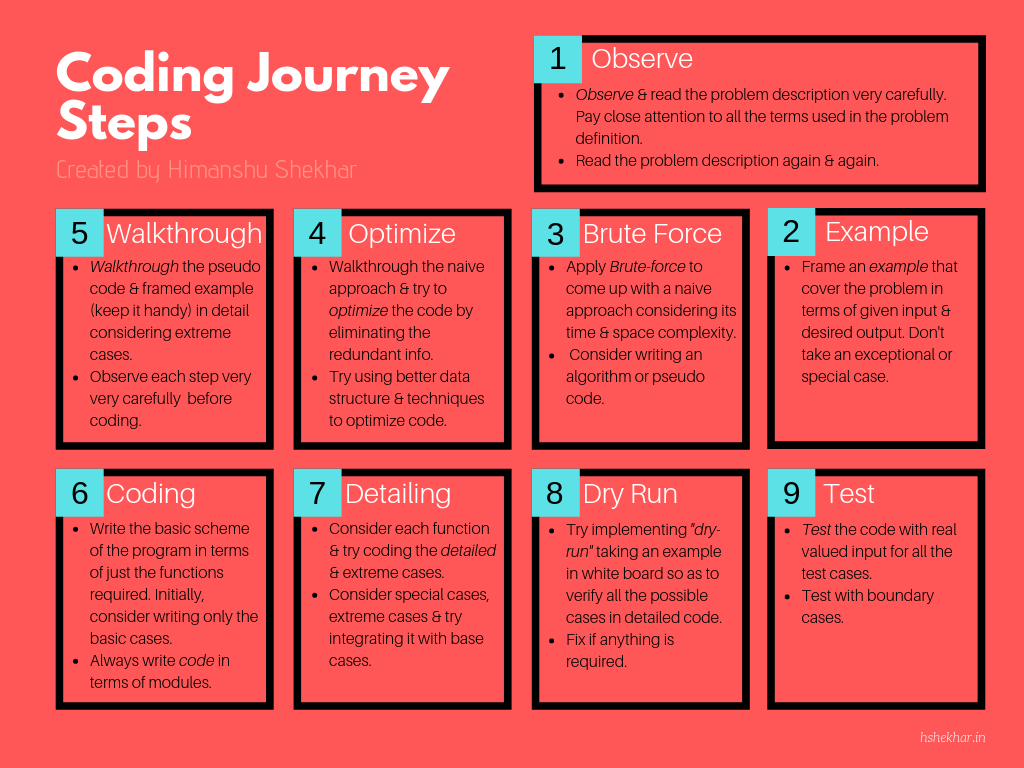 Coding Journey
Steps
Created by Himanshu Shekhar
1 Observe
• Observe & read the problem description very carefully.
Pay close attention to all the terms used in the problem
definition.
• Read the problem description again & again.
2 Example
• Frame an example that
cover the problem in
terms of given input &
desired output. Don't
take an exceptional or
special case.
3 Brute Force
• Apply Brute-force to
come up with a naive
approach considering its
time & space complexity.
• Consider writing an
algorithm or pseudo
code.
4 Optimize
• Walkthrough the naive
approach & try to
optimize the code by
eliminating the
redundant info.
• Try using better data
structure & techniques
to optimize code.
5 Walkthrough
• Walkthrough the pseudo
code & framed example
(keep it handy) in detail
considering extreme
cases.
• Observe each step very
very carefully before
coding.
6 Coding
• Write the basic scheme
of the program in terms
of just the functions
required. Initially,
consider writing only the
basic cases.
• Always write code in
terms of modules.
7 Detailing
• Consider each function
& try coding the detailed
& extreme cases.
• Consider special cases,
extreme cases & try
integrating it with base
cases.
8 Dry Run
• Try implementing "dry-
run" taking an example
in white board so as to
verify all the possible
cases in detailed code.
• Fix if anything is
required.
9 Test
• Test the code with real
valued input for all the
test cases.
• Test with boundary
cases.
hshekhar.in